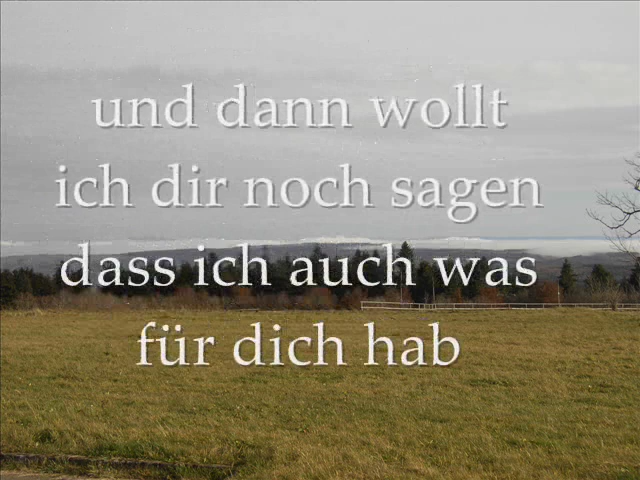 und dann wollt
ich dir noch sagen
dass ich auch was
für dich hab